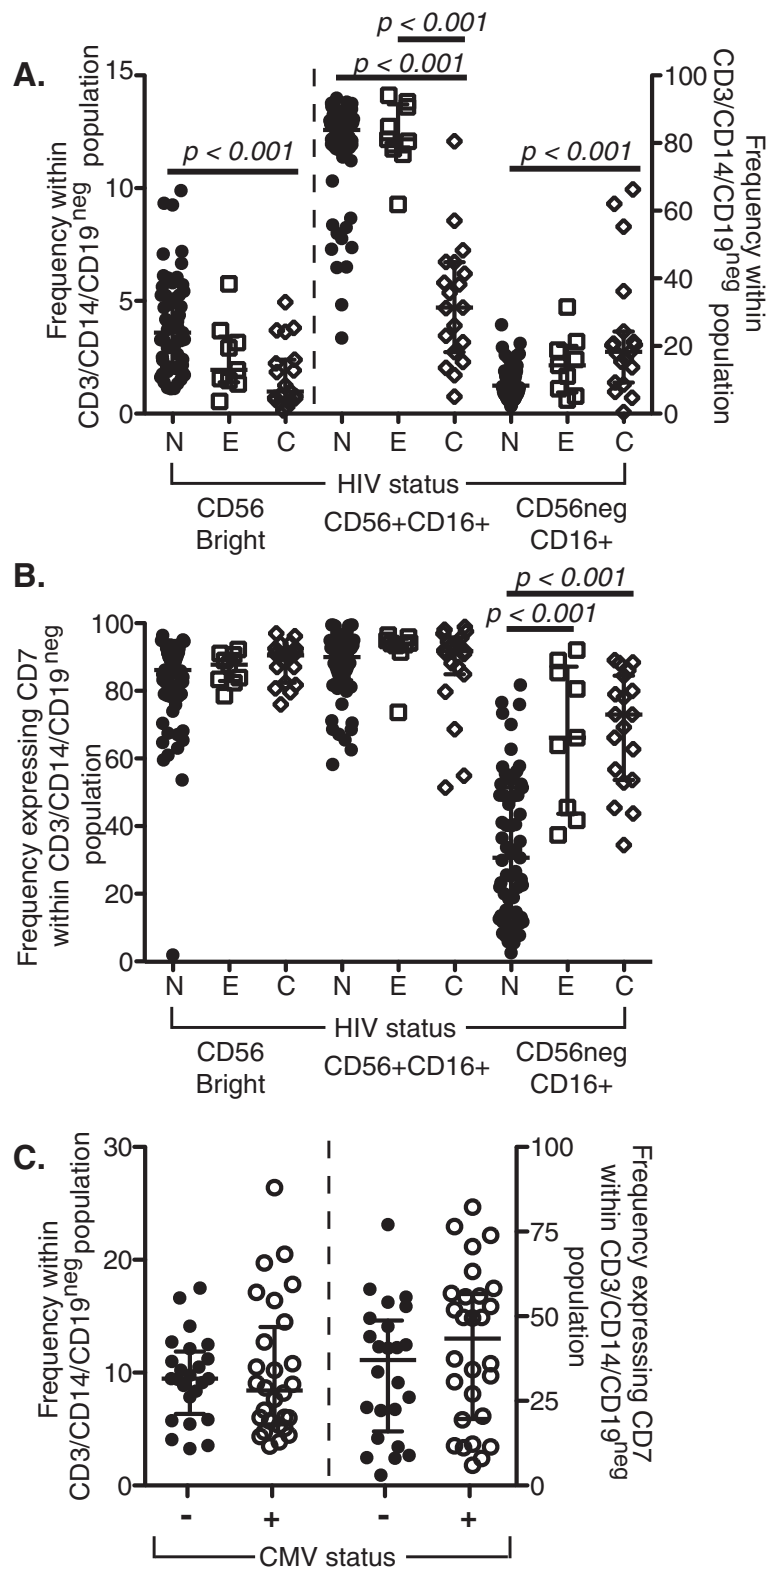 A.
p < 0.001
p < 0.001
p < 0.001
p < 0.001
Frequency within
CD3/CD14/CD19neg population
15
10
5
0
100
80
60
40
20
0
Frequency within
CD3/CD14/CD19neg population
N E C N E C N E C
HIV status
CD56
Bright
CD56+CD16+
CD56neg
CD16+
B.
p < 0.001
p < 0.001
Frequency expressing CD7
within CD3/CD14/CD19neg
population
100
80
60
40
20
0
N E C N E C N E C
HIV status
CD56
Bright
CD56+CD16+
CD56neg
CD16+
C.
Frequency within
CD3/CD14/CD19neg population
30
20
10
0
100
75
50
25
0
Frequency expressing CD7
within CD3/CD14/CD19neg
population
- + - +
CMV status